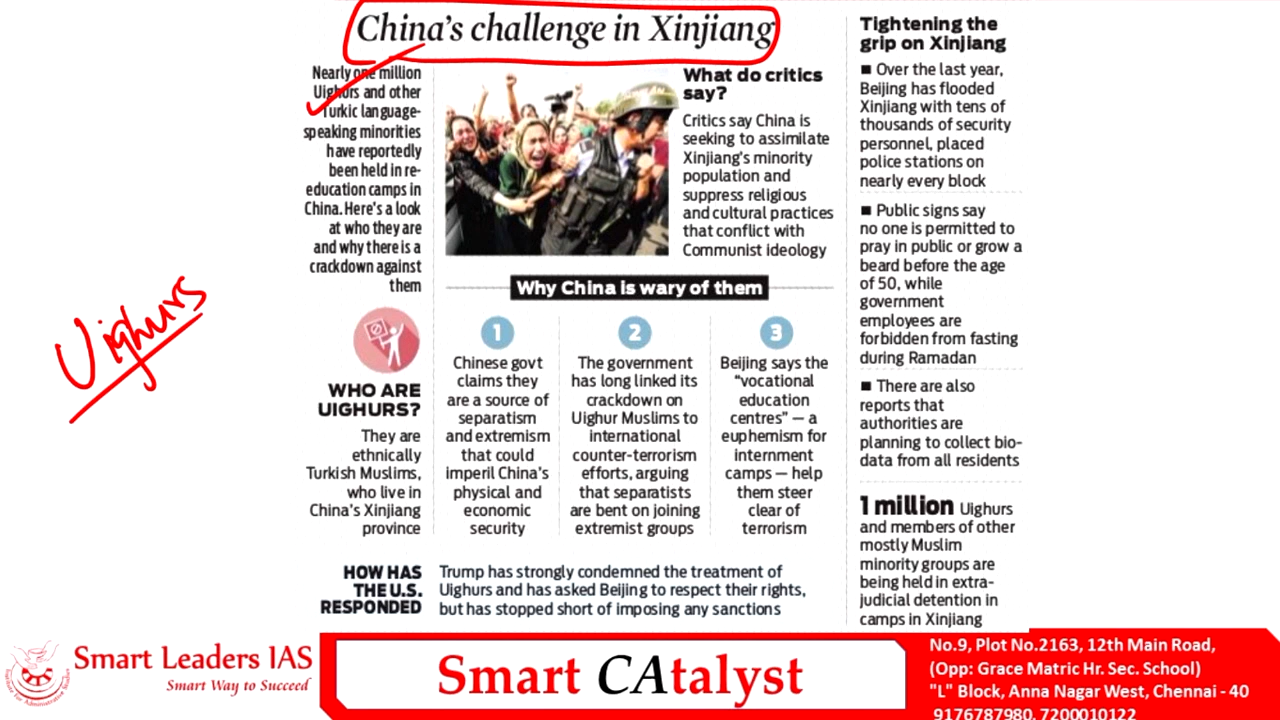 China's challenge in Xinjiang
Nearly one million
Uighurs and other
Turkic language-
speaking minorities
have reportedly
been held in re-
education camps in
China. Here's a look
at who they are
and why there is a
crackdown against
them
What do critics
say?
Critics say China is
seeking to assimilate
Xinjiang's minority
population and
suppress religious
and cultural practices
that conflict with
Communist ideology
Uighurs
WHO ARE
UIGHURS?
They are
ethnically
Turkish Muslims,
who live in
China's Xinjiang
province
Why China is wary of them
1
Chinese govt
claims they
are a source of
separatism
and extremism
that could
imperil China's
physical and
economic
security
2
The government
has long linked its
crackdown on
Uighur Muslims to
international
counter-terrorism
efforts, arguing
that separatists
are bent on joining
extremist groups
3
Beijing says the
"vocational
education
centres" — a
euphemism for
internment
camps — help
them steer
clear of
terrorism
HOW HAS
THE U.S.
RESPONDED
Trump has strongly condemned the treatment of
Uighurs and has asked Beijing to respect their rights,
but has stopped short of imposing any sanctions
Tightening the
grip on Xinjiang
■ Over the last year,
Beijing has flooded
Xinjiang with tens of
thousands of security
personnel, placed
police stations on
nearly every block
■ Public signs say
no one is permitted to
pray in public or grow a
beard before the age
of 50, while
government
employees are
forbidden from fasting
during Ramadan
■ There are also
reports that
authorities are
planning to collect bio-
data from all residents
1 million Uighurs
and members of other
mostly Muslim
minority groups are
being held in extra-
judicial detention in
camps in Xinjiang
Smart Leaders IAS
Smart Way to Succeed
Smart CAtalyst
No.9, Plot No.2163, 12th Main Road,
(Opp: Grace Matric Hr. Sec. School)
"L" Block, Anna Nagar West, Chennai - 40
9176787980, 7200010122